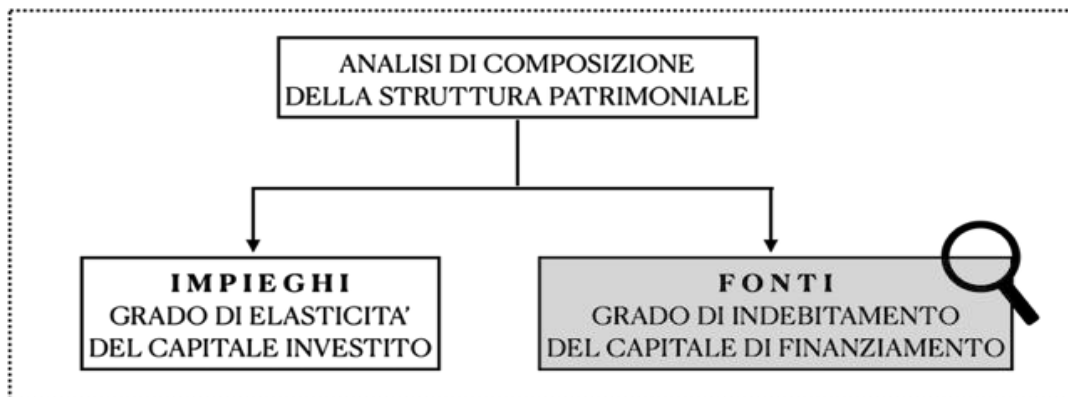 ANALISI DI COMPOSIZIONE
DELLA STRUTTURA PATRIMONIALE
IMPIEGHI
GRADO DI ELASTICITA'
DEL CAPITALE INVESTITO
FONTI
GRADO DI INDEBITAMENTO
DEL CAPITALE DI FINANZIAMENTO